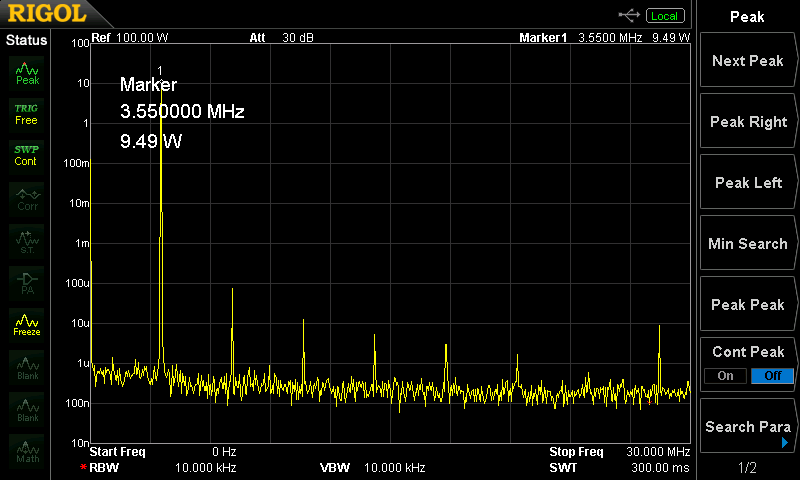 RIGOL
Local
Status
Ref 100.00 W Att 30 dB Marker1 3.5500 MHz 9.49 W
Peak
TRIG
Free
SWP
Cont
Corr
S.T.
PA
Freeze
Blank
Blank
Math
100
10
1
100m
10m
1m
100u
10u
1u
100n
10n
1
Marker
3.550000 MHz
9.49 W
Start Freq 0 Hz Stop Freq 30.000 MHz
RBW 10.000 kHz VBW 10.000 kHz SWT 300.00 ms
Peak
Next Peak
Peak Right
Peak Left
Min Search
Peak Peak
Cont Peak
On Off
Search Para
1/2